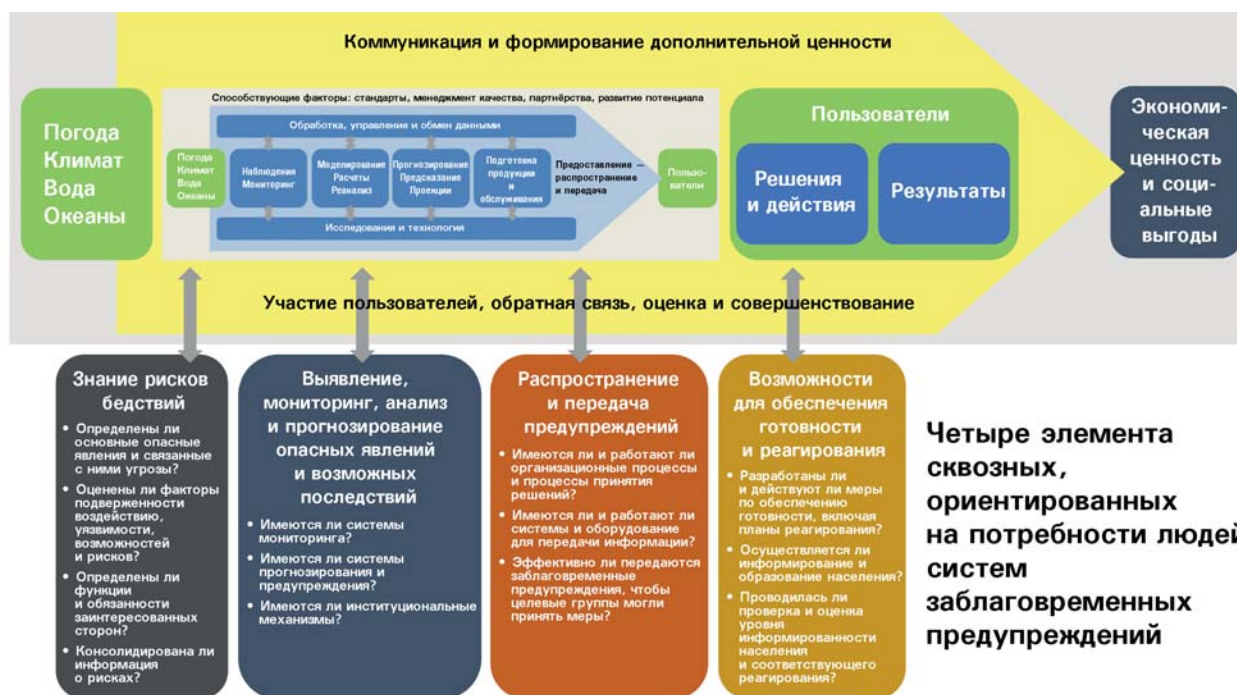 Коммуникация и формирование дополнительной ценности
Погода
Климат
Вода
Океаны
Способствующие факторы: стандарты, менеджмент качества, партнёрства, развитие потенциала
Обработка, управление и обмен данными
Погода
Климат
Вода
Океаны
Наблюдения
Мониторинг
Моделирование
Расчеты
Реанализ
Прогнозирование
Предсказание
Проекции
Подготовка
продукции
и
обслуживания
Предоставление —
распространение
и передача
Исследования и технология
Пользо-
ватели
Пользователи
Решения
и действия
Результаты
Экономи-
ческая
ценность
и соци-
альные
выгоды
Участие пользователей, обратная связь, оценка и совершенствование
Знание рисков
бедствий
• Определены ли
основные опасные
явления и связанные
с ними угрозы?
• Оценены ли факторы
подверженности
воздействию,
уязвимости,
возможностей
и рисков?
• Определены ли
функции
и обязанности
заинтересованных
сторон?
• Консолидирована ли
информация
о рисках?
Выявление,
мониторинг, анализ
и прогнозирование
опасных явлений
и возможных
последствий
• Имеются ли системы
мониторинга?
• Имеются ли системы
прогнозирования и
предупреждения?
• Имеются ли институциональные
механизмы?
Распространение
и передача
предупреждений
• Имеются ли и работают ли
организационные процессы
и процессы принятия
решений?
• Имеются ли и работают ли
системы и оборудование
для передачи информации?
• Эффективно ли передаются
заблаговременные
предупреждения, чтобы
целевые группы могли
принять меры?
Возможности
для обеспечения
готовности
и реагирования
• Разработаны ли
и действуют ли меры
по обеспечению
готовности, включая
планы реагирования?
• Осуществляется ли
информирование и
образование населения?
• Проводилась ли
проверка и оценка
уровня
информированности
населения
и соответствующего
реагирования?
Четыре элемента
сквозных,
ориентированных
на потребности людей
систем
заблаговременных
предупреждений